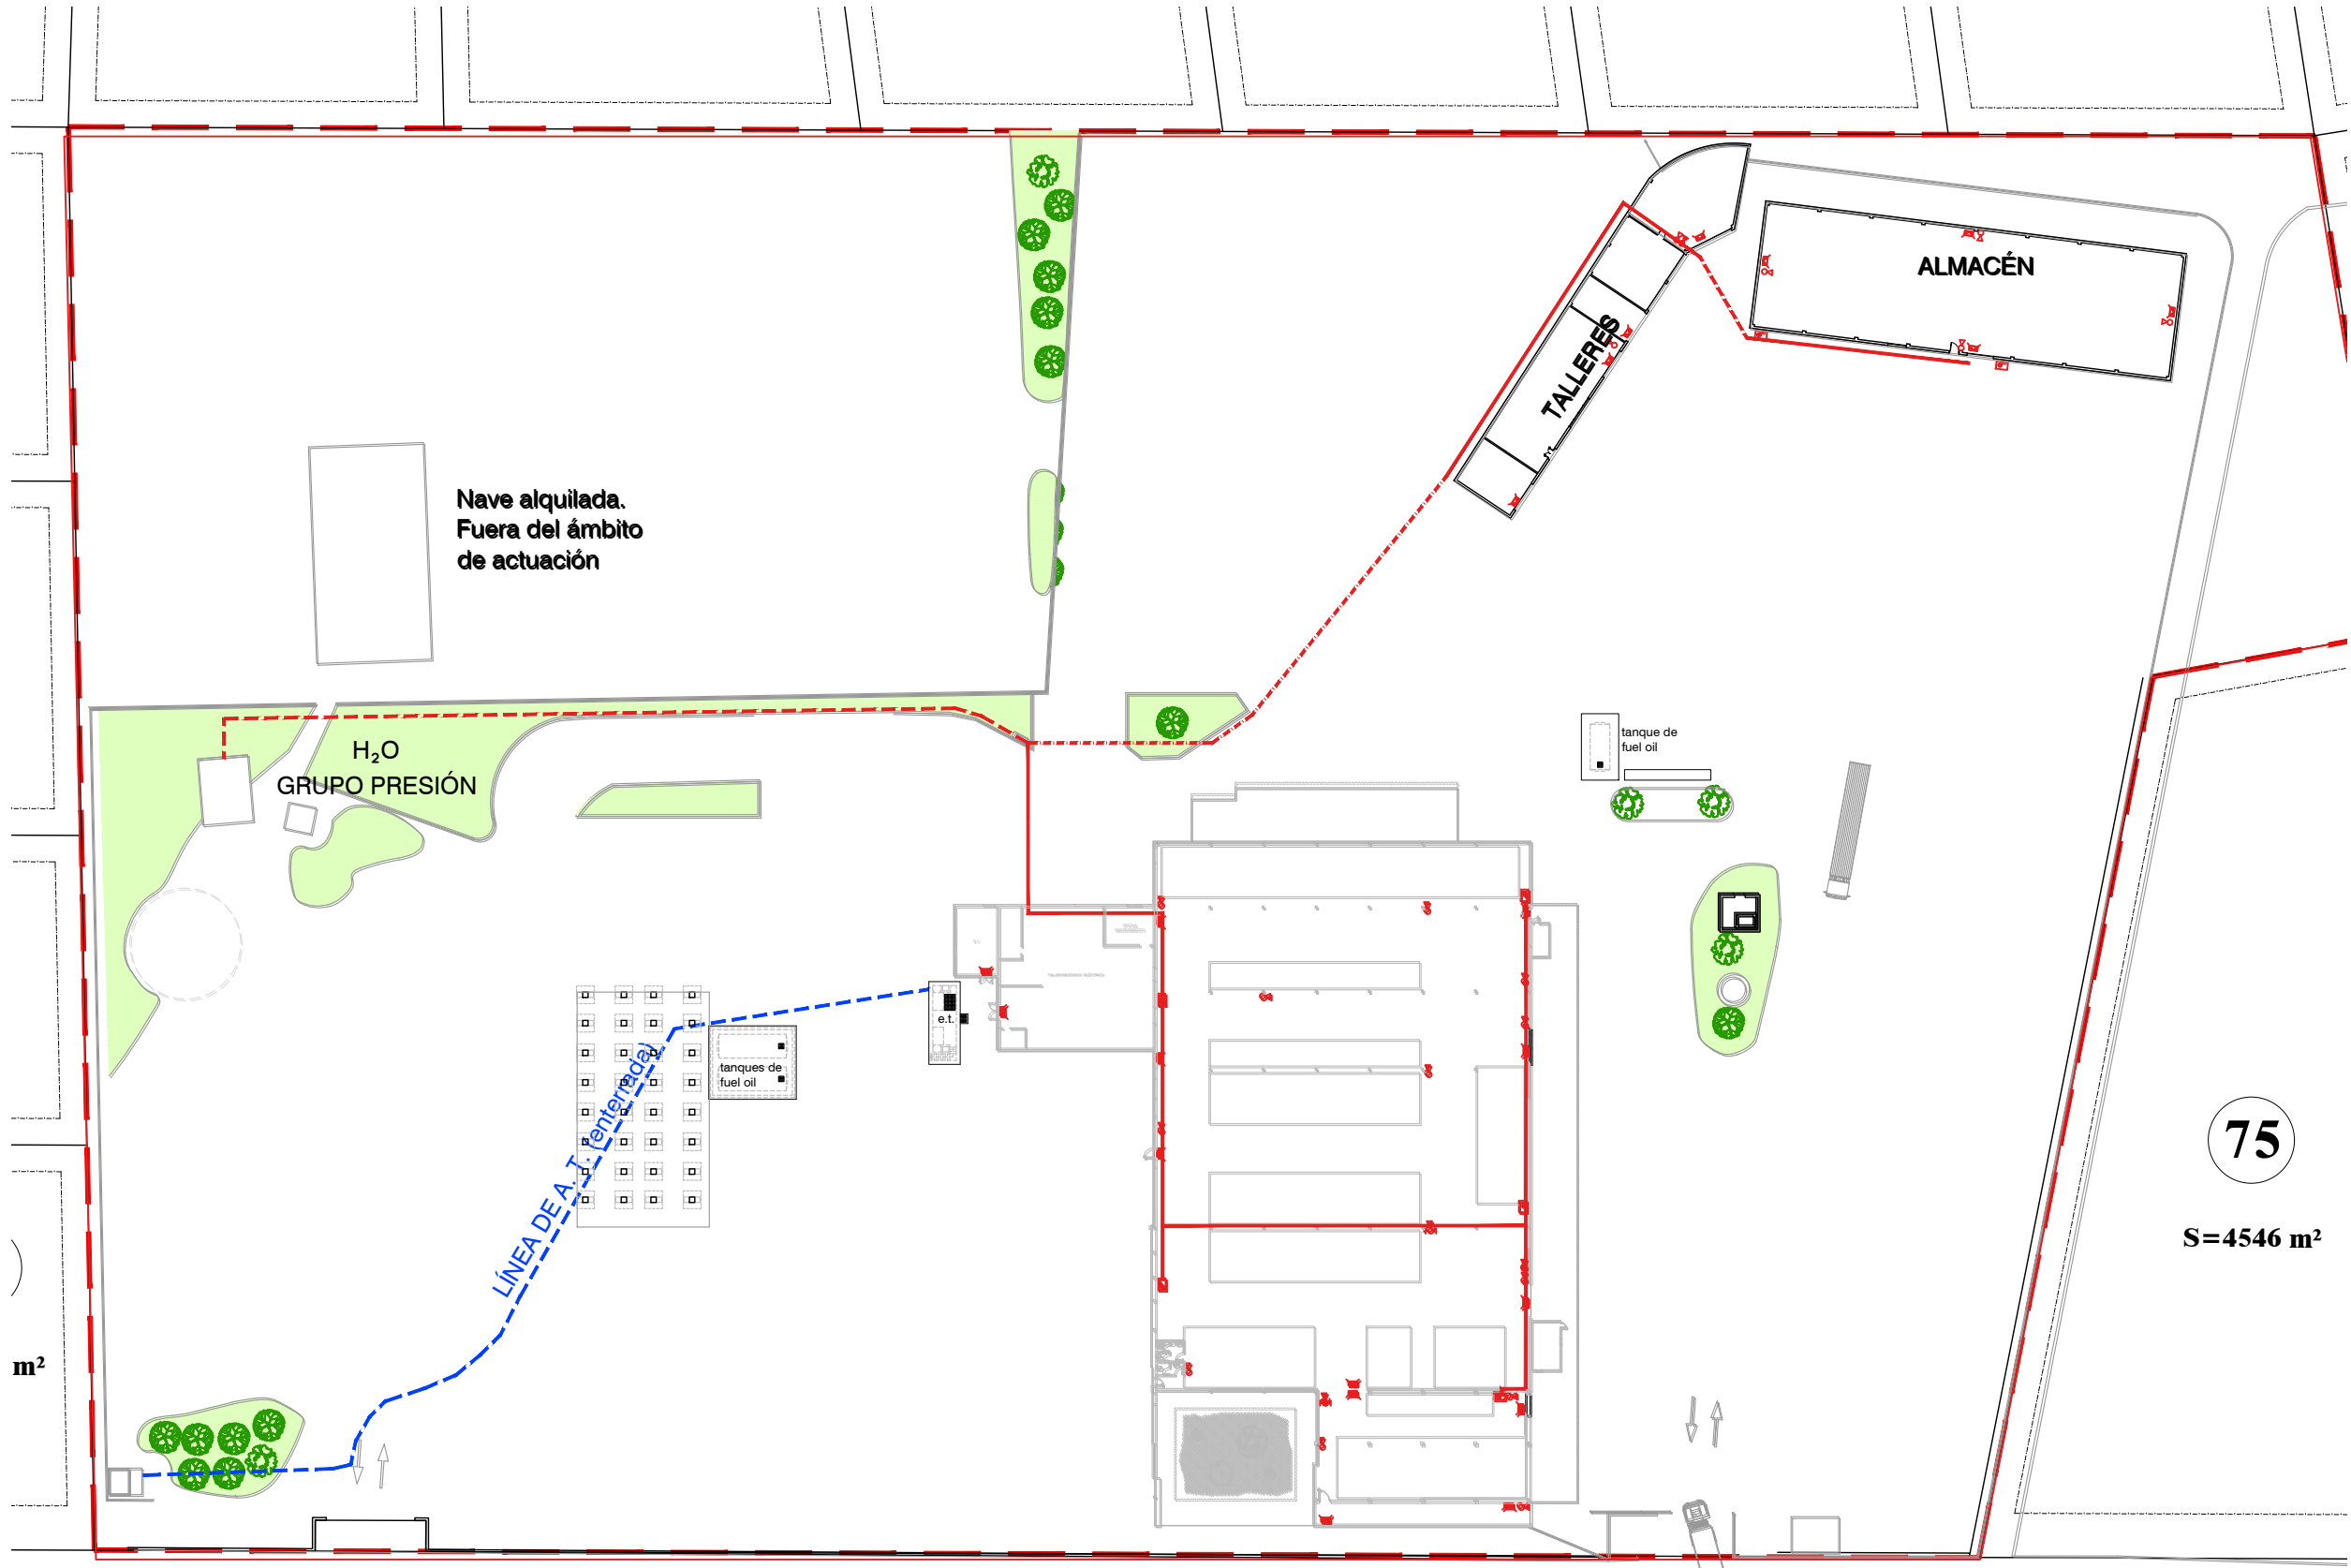 ALMACÉN
TALLERES
Nave alquilada.
Fuera del ámbito
de actuación
tanque de
fuel oil
H₂O
GRUPO PRESIÓN
e.t.
tanques de
fuel oil
LÍNEA DE A. T. (enterrada)
75
S=4546 m²
m²